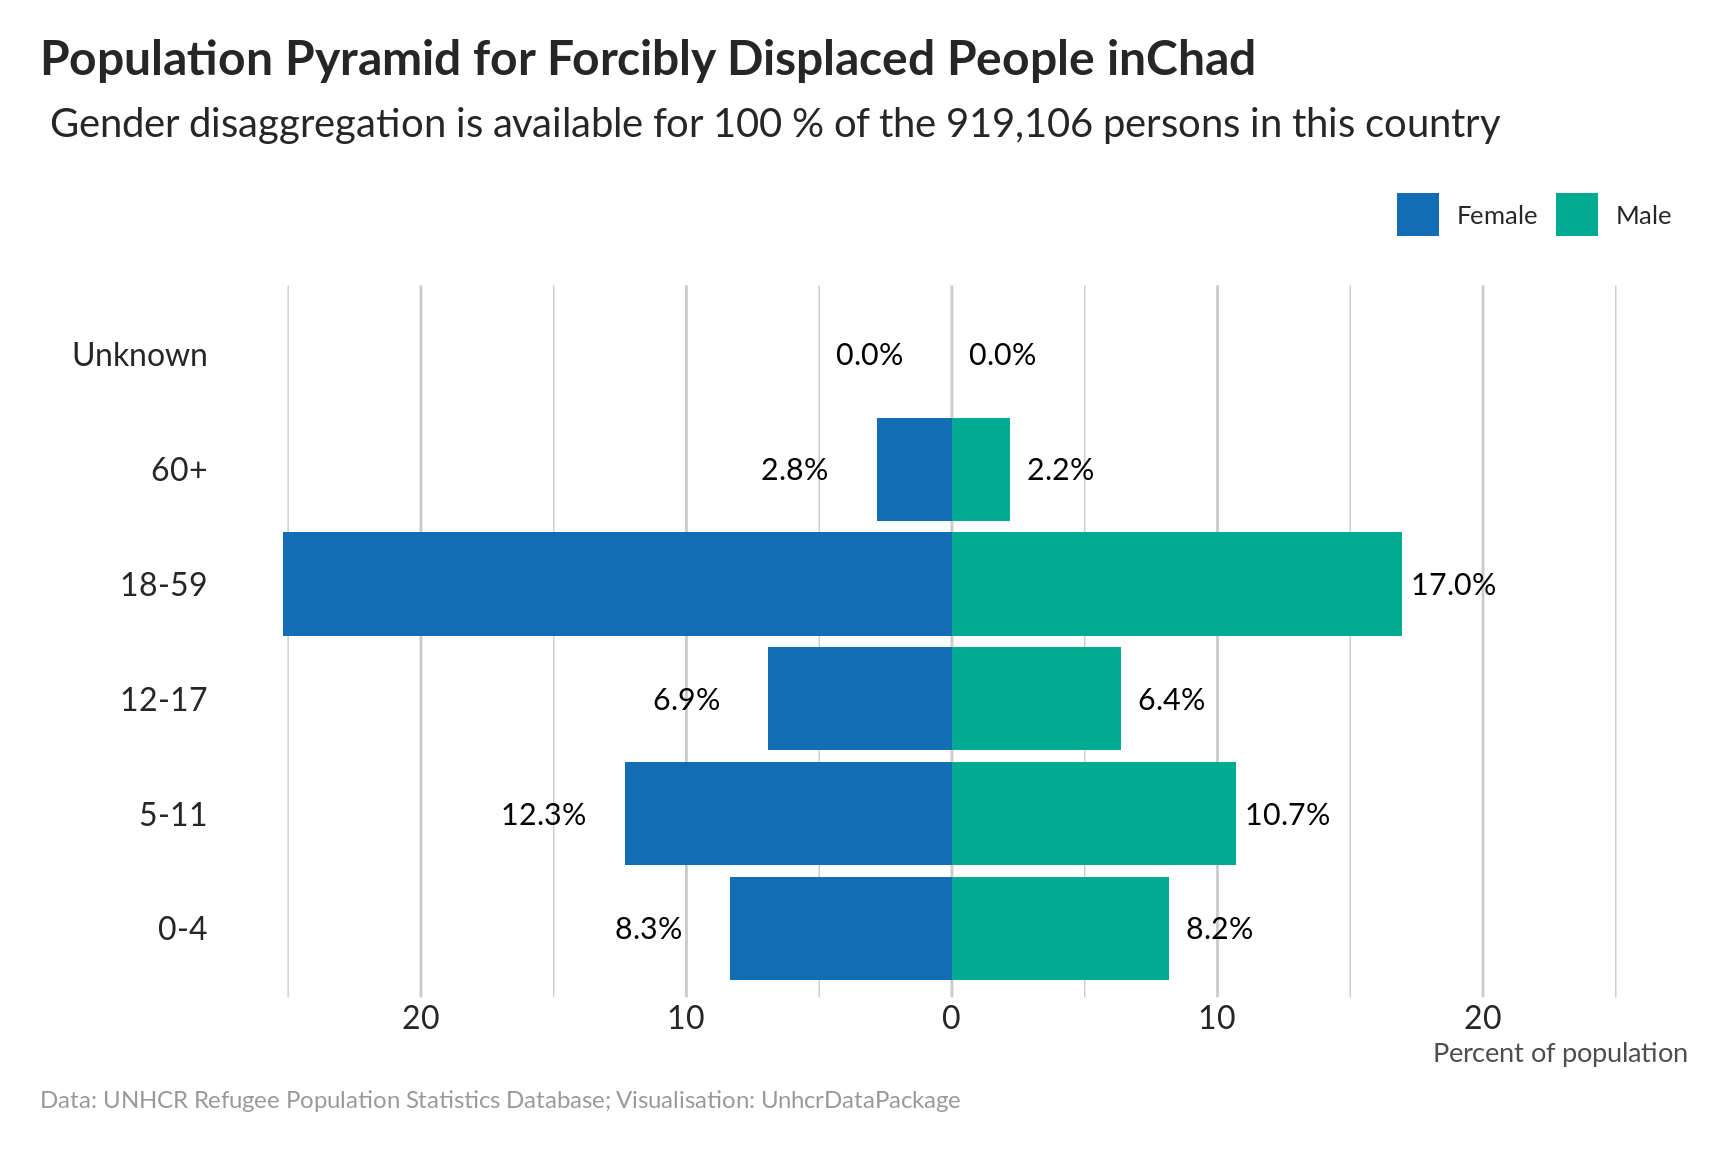 Population Pyramid for Forcibly Displaced People inChad
Gender disaggregation is available for 100 % of the 919,106 persons in this country
Female Male
Unknown 0.0% 0.0%
60+ 2.8% 2.2%
18-59 17.0%
12-17 6.9% 6.4%
5-11 12.3% 10.7%
0-4 8.3% 8.2%
20 10 0 10 20
Percent of population
Data: UNHCR Refugee Population Statistics Database; Visualisation: UnhcrDataPackage